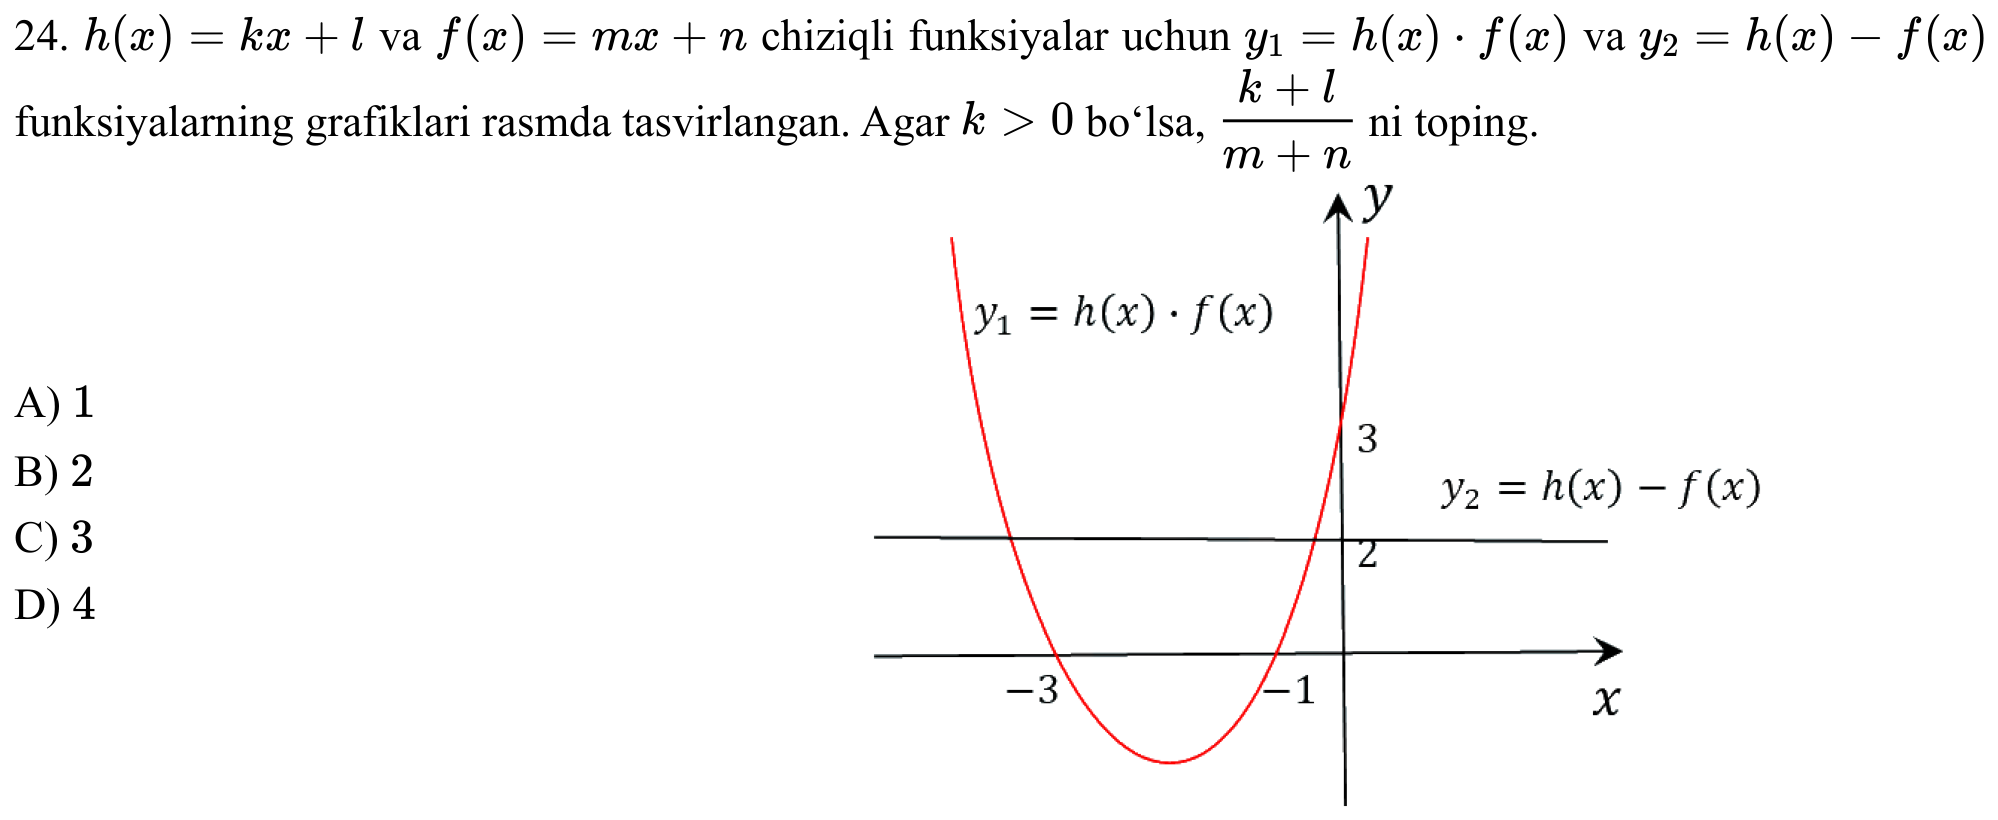 24. h(x) = kx + l va f(x) = mx + n chiziqli funksiyalar uchun y₁ = h(x) · f(x) va y₂ = h(x) − f(x)
funksiyalarning grafiklari rasmda tasvirlangan. Agar k > 0 bo‘lsa, (k + l)/(m + n) ni toping.
y
y₁ = h(x) · f(x)
A) 1
3
B) 2
y₂ = h(x) − f(x)
C) 3
2
D) 4
−3
−1
x